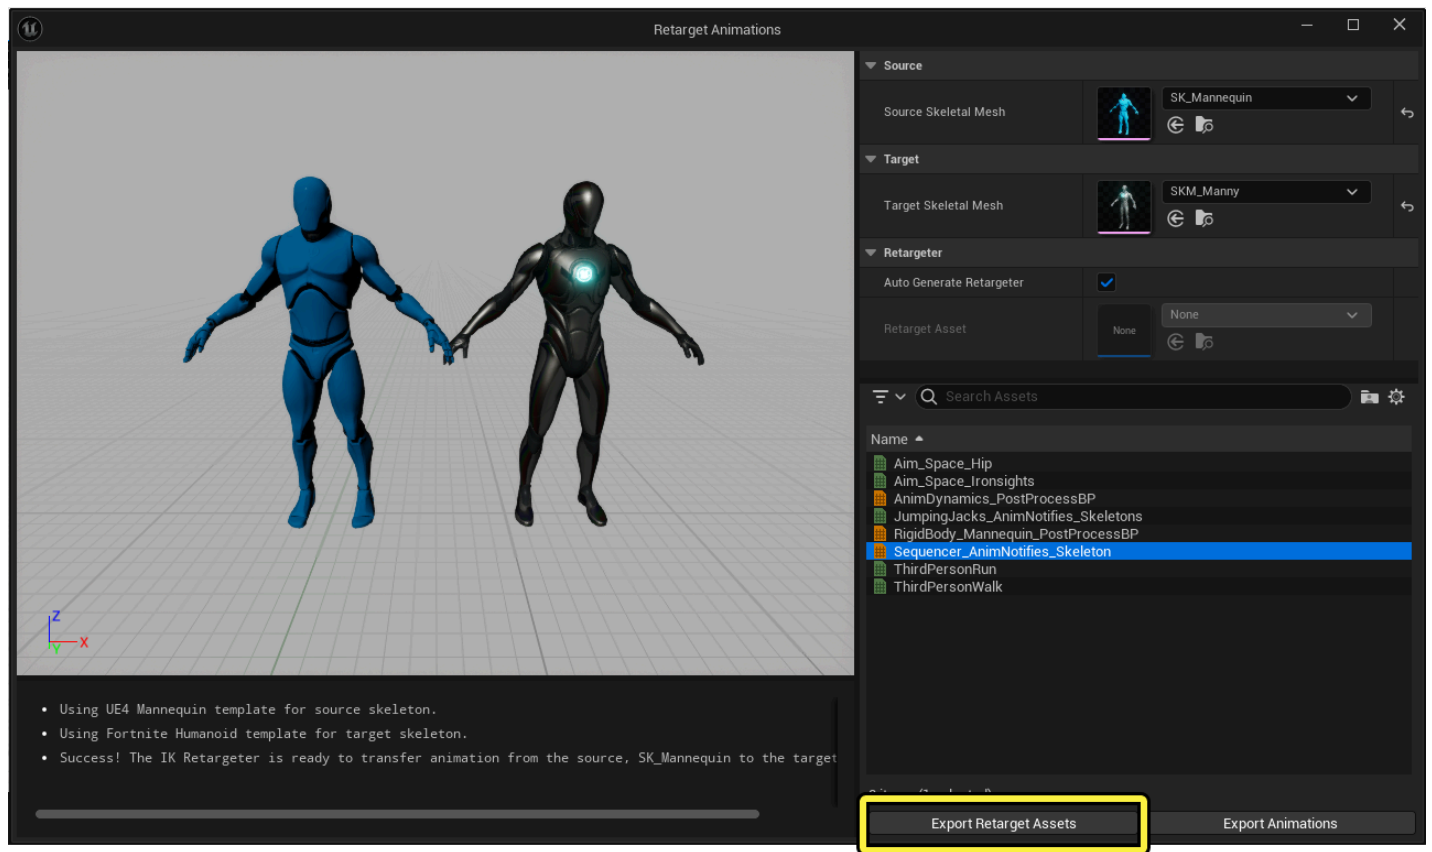 Retarget Animations
Source
Source Skeletal Mesh
SK_Mannequin
Target
Target Skeletal Mesh
SKM_Manny
Retargeter
Auto Generate Retargeter
Retarget Asset
None
None
Search Assets
Name
Aim_Space_Hip
Aim_Space_Ironsights
AnimDynamics_PostProcessBP
JumpingJacks_AnimNotifies_Skeletons
RigidBody_Mannequin_PostProcessBP
Sequencer_AnimNotifies_Skeleton
ThirdPersonRun
ThirdPersonWalk
Z
X
Y
• Using UE4 Mannequin template for source skeleton.
• Using Fortnite Humanoid template for target skeleton.
• Success! The IK Retargeter is ready to transfer animation from the source, SK_Mannequin to the target
Export Retarget Assets
Export Animations